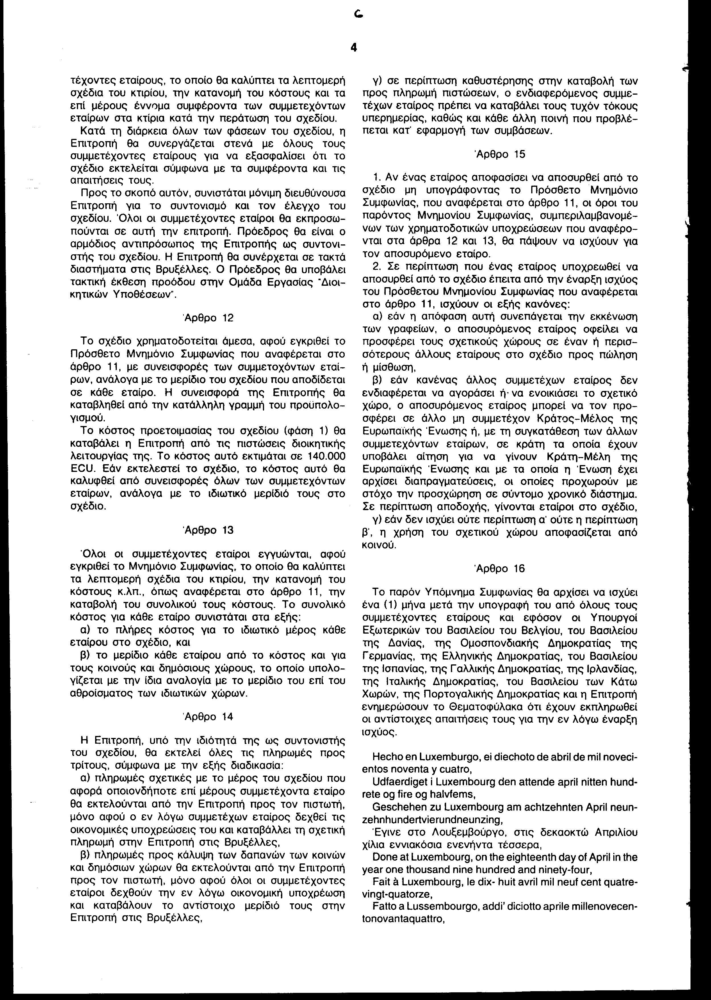 4
τέχοντες εταίρους, το οποίο θα καλύπτει τα λεπτομερή
σχέδια του κτιρίου, την κατανομή του κόστους και τα
επί μέρους έννομα συμφέροντα των συμμετεχόντων
εταίρων στα κτίρια κατά την περάτωση του σχεδίου.
Κατά τη διάρκεια όλων των φάσεων του σχεδίου, η
Επιτροπή θα συνεργάζεται στενά με όλους τους
συμμετέχοντες εταίρους για να εξασφαλίσει ότι το
σχέδιο εκτελείται σύμφωνα με τα συμφέροντα και τις
απαιτήσεις τους.
Προς το σκοπό αυτόν, συνιστάται μόνιμη διευθύνουσα
Επιτροπή για το συντονισμό και τον έλεγχο του
σχεδίου. Όλοι οι συμμετέχοντες εταίροι θα εκπροσω-
πούνται σε αυτή την επιτροπή. Πρόεδρος θα είναι ο
αρμόδιος αντιπρόσωπος της Επιτροπής ως συντονι-
στής του σχεδίου. Η Επιτροπή θα συνέρχεται σε τακτά
διαστήματα στις Βρυξέλλες. Ο Πρόεδρος θα υποβάλει
τακτική έκθεση προόδου στην Ομάδα Εργασίας "Διοι-
κητικών Υποθέσεων".
Άρθρο 12
Το σχέδιο χρηματοδοτείται άμεσα, αφού εγκριθεί το
Πρόσθετο Μνημόνιο Συμφωνίας που αναφέρεται στο
άρθρο 11, με συνεισφορές των συμμετοχόντων εταί-
ρων, ανάλογα με το μερίδιο του σχεδίου που αποδίδεται
σε κάθε εταίρο. Η συνεισφορά της Επιτροπής θα
καταβληθεί από την κατάλληλη γραμμή του προϋπολο-
γισμού.
Το κόστος προετοιμασίας του σχεδίου (φάση 1) θα
καταβάλει η Επιτροπή από τις πιστώσεις διοικητικής
λειτουργίας της. Το κόστος αυτό εκτιμάται σε 140.000
ECU. Εάν εκτελεστεί το σχέδιο, το κόστος αυτό θα
καλυφθεί από συνεισφορές όλων των συμμετεχόντων
εταίρων, ανάλογα με το ιδιωτικό μερίδιό τους στο
σχέδιο.
Άρθρο 13
Όλοι οι συμμετέχοντες εταίροι εγγυώνται, αφού
εγκριθεί το Μνημόνιο Συμφωνίας, το οποίο θα καλύπτει
τα λεπτομερή σχέδια του κτιρίου, την κατανομή του
κόστους κ.λπ., όπως αναφέρεται στο άρθρο 11, την
καταβολή του συνολικού τους κόστους. Το συνολικό
κόστος για κάθε εταίρο συνιστάται στα εξής:
α) το πλήρες κόστος για το ιδιωτικό μέρος κάθε
εταίρου στο σχέδιο, και
β) το μερίδιο κάθε εταίρου από το κόστος και για
τους κοινούς και δημόσιους χώρους, το οποίο υπολο-
γίζεται με την ίδια αναλογία με το μερίδιο του επί του
αθροίσματος των ιδιωτικών χώρων.
Άρθρο 14
Η Επιτροπή, υπό την ιδιότητά της ως συντονιστής
του σχεδίου, θα εκτελεί όλες τις πληρωμές προς
τρίτους, σύμφωνα με την εξής διαδικασία:
α) πληρωμές σχετικές με το μέρος του σχεδίου που
αφορά οποιονδήποτε επί μέρους συμμετέχοντα εταίρο
θα εκτελούνται από την Επιτροπή προς τον πιστωτή,
μόνο αφού ο εν λόγω συμμετέχων εταίρος δεχθεί τις
οικονομικές υποχρεώσεις του και καταβάλλει τη σχετική
πληρωμή στην Επιτροπή στις Βρυξέλλες,
β) πληρωμές προς κάλυψη των δαπανών των κοινών
και δημόσιων χώρων θα εκτελούνται από την Επιτροπή
προς τον πιστωτή, μόνο αφού όλοι οι συμμετέχοντες
εταίροι δεχθούν την εν λόγω οικονομική υποχρέωση
και καταβάλουν το αντίστοιχο μερίδιό τους στην
Επιτροπή στις Βρυξέλλες,
γ) σε περίπτωση καθυστέρησης στην καταβολή των
προς πληρωμή πιστώσεων, ο ενδιαφερόμενος συμμε-
τέχων εταίρος πρέπει να καταβάλει τους τυχόν τόκους
υπερημερίας, καθώς και κάθε άλλη ποινή που προβλέ-
πεται κατ' εφαρμογή των συμβάσεων.
Άρθρο 15
1. Αν ένας εταίρος αποφασίσει να αποσυρθεί από το
σχέδιο μη υπογράφοντας το Πρόσθετο Μνημόνιο
Συμφωνίας, που αναφέρεται στο άρθρο 11, οι όροι του
παρόντος Μνημονίου Συμφωνίας, συμπεριλαμβανομέ-
νων των χρηματοδοτικών υποχρεώσεων που αναφέρο-
νται στα άρθρα 12 και 13, θα πάψουν να ισχύουν για
τον αποσυρόμενο εταίρο.
2. Σε περίπτωση που ένας εταίρος υποχρεωθεί να
αποσυρθεί από το σχέδιο έπειτα από την έναρξη ισχύος
του Πρόσθετου Μνημονίου Συμφωνίας που αναφέρεται
στο άρθρο 11, ισχύουν οι εξής κανόνες:
α) εάν η απόφαση αυτή συνεπάγεται την εκκένωση
των γραφείων, ο αποσυρόμενος εταίρος οφείλει να
προσφέρει τους σχετικούς χώρους σε έναν ή περισ-
σότερους άλλους εταίρους στο σχέδιο προς πώληση
ή μίσθωση,
β) εάν κανένας άλλος συμμετέχων εταίρος δεν
ενδιαφέρεται να αγοράσει ή να ενοικιάσει το σχετικό
χώρο, ο αποσυρόμενος εταίρος μπορεί να τον προ-
σφέρει σε άλλο μη συμμετέχον Κράτος-Μέλος της
Ευρωπαϊκής Ένωσης ή, με τη συγκατάθεση των άλλων
συμμετεχόντων εταίρων, σε κράτη τα οποία έχουν
υποβάλει αίτηση για να γίνουν Κράτη-Μέλη της
Ευρωπαϊκής Ένωσης και με τα οποία η Ένωση έχει
αρχίσει διαπραγματεύσεις, οι οποίες προχωρούν με
στόχο την προσχώρηση σε σύντομο χρονικό διάστημα.
Σε περίπτωση αποδοχής, γίνονται εταίροι στο σχέδιο,
γ) εάν δεν ισχύει ούτε περίπτωση α' ούτε η περίπτωση
β', η χρήση του σχετικού χώρου αποφασίζεται από
κοινού.
Άρθρο 16
Το παρόν Υπόμνημα Συμφωνίας θα αρχίσει να ισχύει
ένα (1) μήνα μετά την υπογραφή του από όλους τους
συμμετέχοντες εταίρους και εφόσον οι Υπουργοί
Εξωτερικών του Βασιλείου του Βελγίου, του Βασιλείου
της Δανίας, της Ομοσπονδιακής Δημοκρατίας της
Γερμανίας, της Ελληνικής Δημοκρατίας, του Βασιλείου
της Ισπανίας, της Γαλλικής Δημοκρατίας, της Ιρλανδίας,
της Ιταλικής Δημοκρατίας, του Βασιλείου των Κάτω
Χωρών, της Πορτογαλικής Δημοκρατίας και η Επιτροπή
ενημερώσουν το Θεματοφύλακα ότι έχουν εκπληρωθεί
οι αντίστοιχες απαιτήσεις τους για την εν λόγω έναρξη
ισχύος.
Hecho en Luxemburgo, ei diechoto de abril de mil noveci-
entos noventa y cuatro,
Udfaerdiget i Luxembourg den attende april nitten hund-
rete og fire og halvfems,
Geschehen zu Luxembourg am achtzehnten April neun-
zehnhundertvierundneunzing,
Έγινε στο Λουξεμβούργο, στις δεκαοκτώ Απριλίου
χίλια εννιακόσια ενενήντα τέσσερα,
Done at Luxembourg, on the eighteenth day of April in the
year one thousand nine hundred and ninety-four,
Fait à Luxembourg, le dix- huit avril mil neuf cent quatre-
vingt-quatorze,
Fatto a Lussembourgo, addi' diciotto aprile millenovecen-
tonovantaquattro,